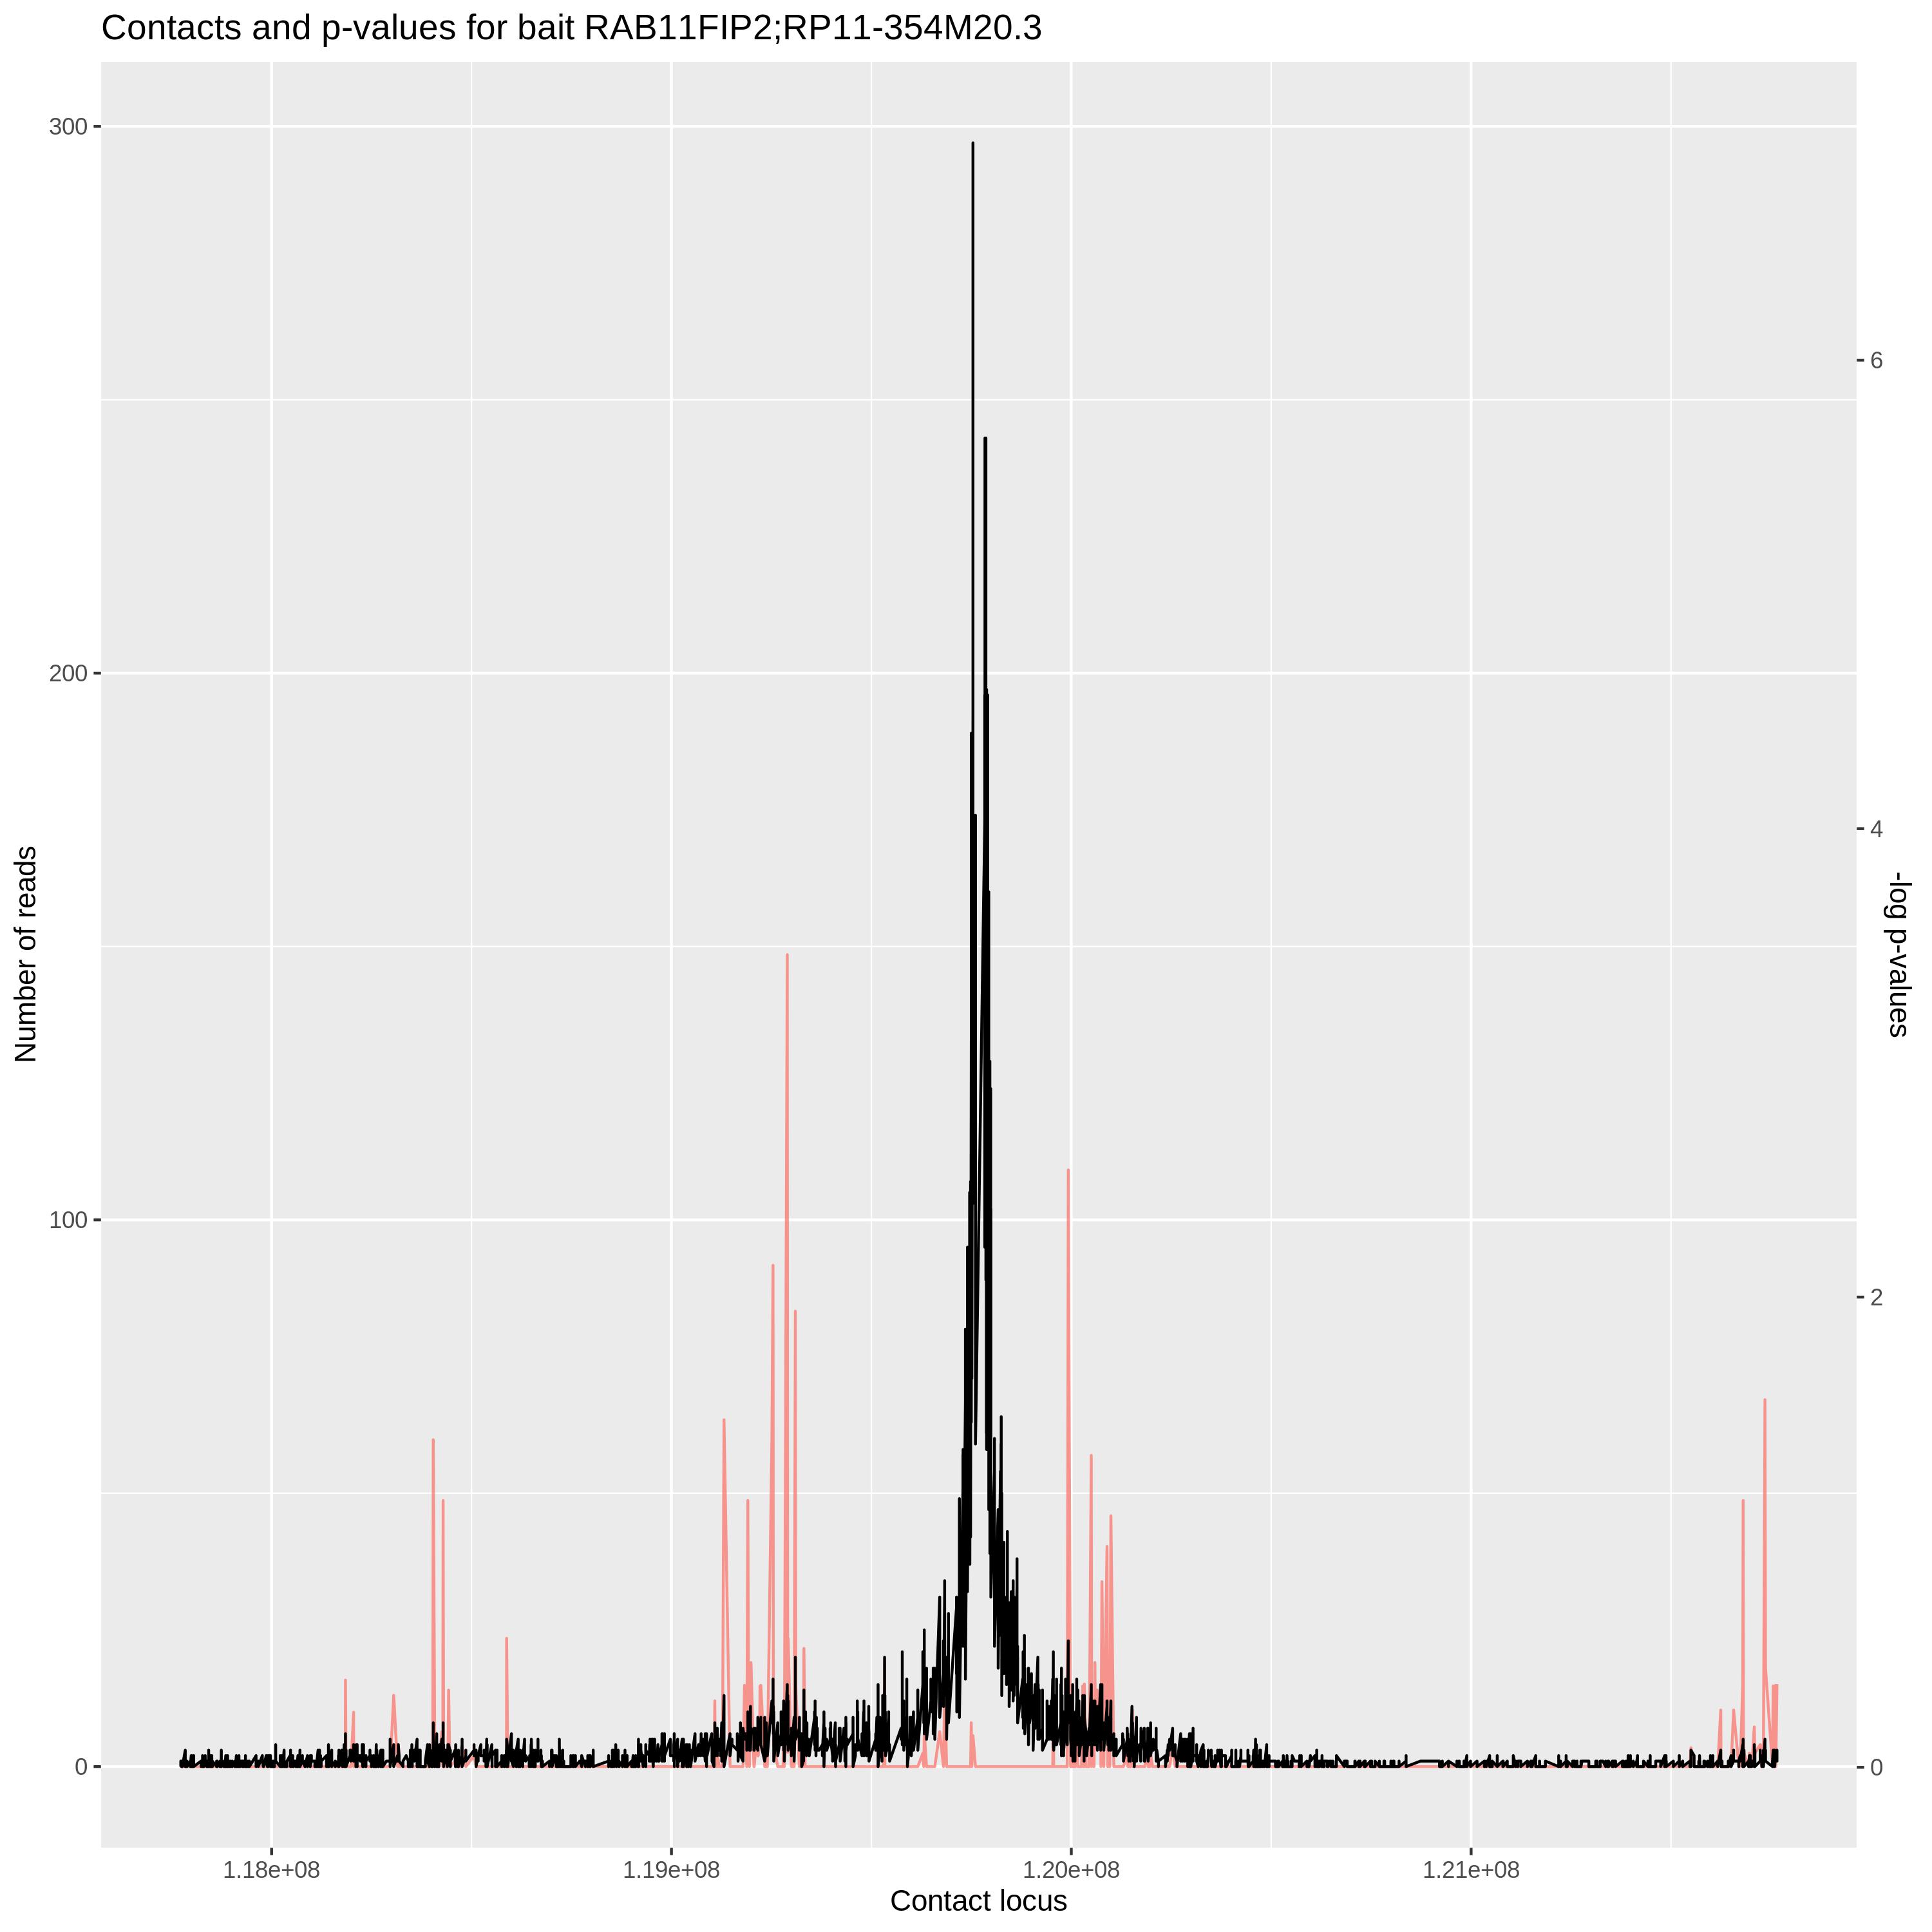 Contacts and p-values for bait RAB11FIP2;RP11-354M20.3
300
200
100
0
Number of reads
6
4
2
0
-log p-values
1.18e+08 1.19e+08 1.20e+08 1.21e+08
Contact locus